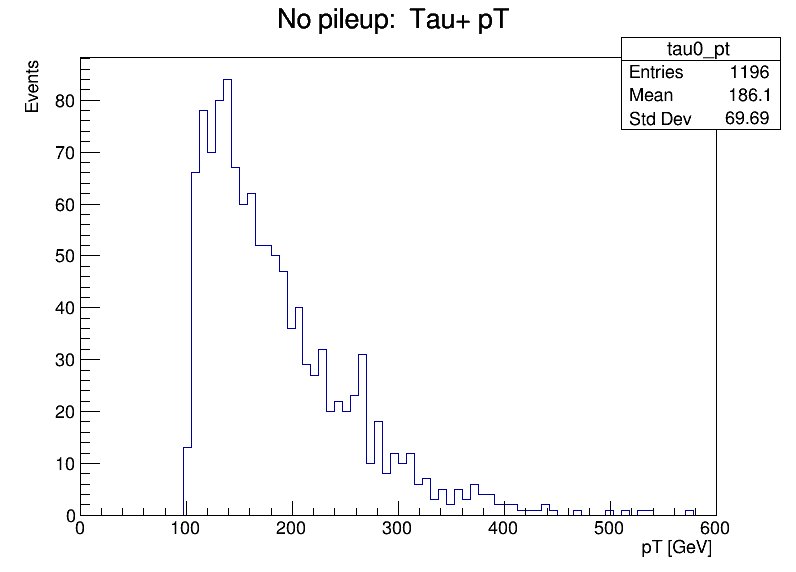 No pileup:  Tau+ pT
tau0_pt
Entries 1196
Mean 186.1
Std Dev 69.69
Events
80
70
60
50
40
30
20
10
0
0 100 200 300 400 500 600
pT [GeV]